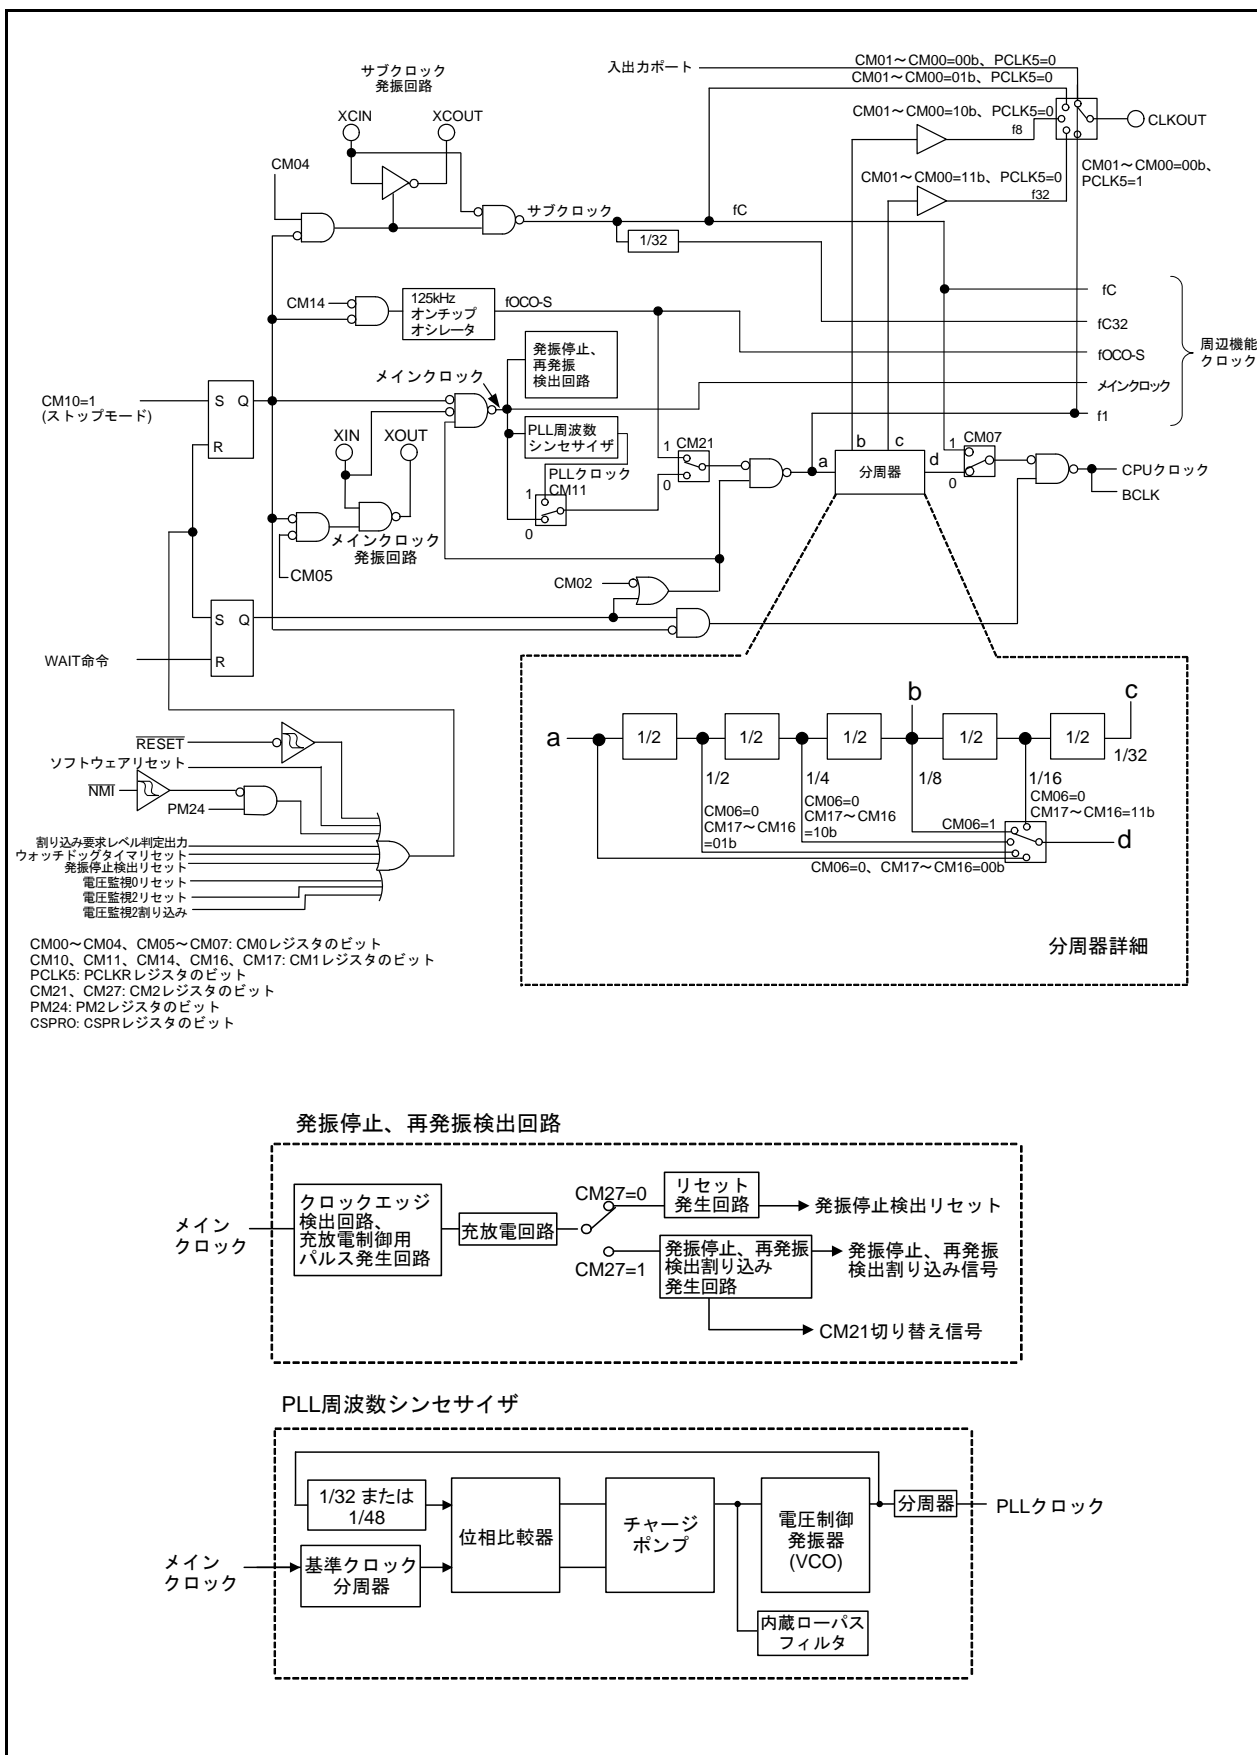 サブクロック
発振回路
XCIN
XCOUT
CM04
入出力ポート
CM01～CM00=00b、PCLK5=0
CM01～CM00=01b、PCLK5=0
CM01～CM00=10b、PCLK5=0
f8
CLKOUT
CM01～CM00=00b、
PCLK5=1
CM01～CM00=11b、PCLK5=0
f32
サブクロック
fC
1/32
CM14
125kHz
オンチップ
オシレータ
fOCO-S
fC
fC32
fOCO-S
メインクロック
f1
周辺機能
クロック
発振停止、
再発振
検出回路
メインクロック
CM10=1
(ストップモード)
S
Q
R
XIN
XOUT
PLL周波数
シンセサイザ
PLLクロック
CM11
1
0
1
CM21
0
a
b
c
分周器
d
1
CM07
0
CPUクロック
BCLK
メインクロック
発振回路
CM05
CM02
S
Q
R
WAIT命令
RESET
ソフトウェアリセット
NMI
PM24
割り込み要求レベル判定出力
ウォッチドッグタイマリセット
発振停止検出リセット
電圧監視0リセット
電圧監視2リセット
電圧監視2割り込み
a
1/2
1/2
1/2
b
1/2
1/2
c
1/32
1/2
1/4
1/8
1/16
CM06=0
CM17～CM16
=01b
CM06=0
CM17～CM16
=10b
CM06=1
CM06=0
CM17～CM16=11b
d
CM06=0、CM17～CM16=00b
分周器詳細
CM00～CM04、CM05～CM07: CM0レジスタのビット
CM10、CM11、CM14、CM16、CM17: CM1レジスタのビット
PCLK5: PCLKRレジスタのビット
CM21、CM27: CM2レジスタのビット
PM24: PM2レジスタのビット
CSPRO: CSPRレジスタのビット
発振停止、再発振検出回路
メイン
クロック
クロックエッジ
検出回路、
充放電制御用
パルス発生回路
充放電回路
CM27=0
リセット
発生回路
発振停止検出リセット
CM27=1
発振停止、再発振
検出割り込み
発生回路
発振停止、再発振
検出割り込み信号
CM21切り替え信号
PLL周波数シンセサイザ
1/32 または
1/48
メイン
クロック
基準クロック
分周器
位相比較器
チャージ
ポンプ
電圧制御
発振器
(VCO)
分周器
PLLクロック
内蔵ローパス
フィルタ